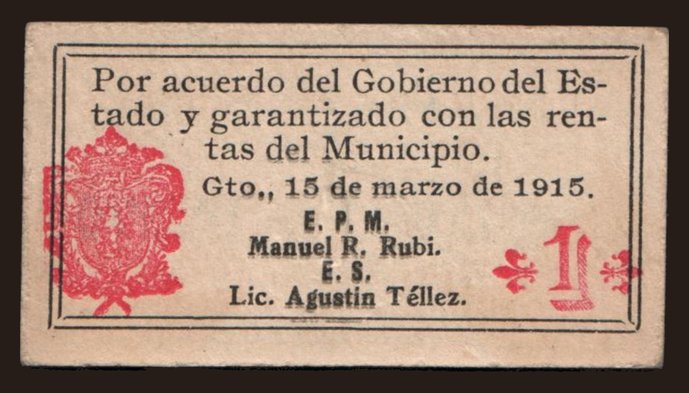 Por acuerdo del Gobierno del Es-
tado y garantizado con las ren-
tas del Municipio.
Gto., 15 de marzo de 1915.
E. P. M.
Manuel R. Rubi.
E. S.
Lic. Agustin Téllez.
1